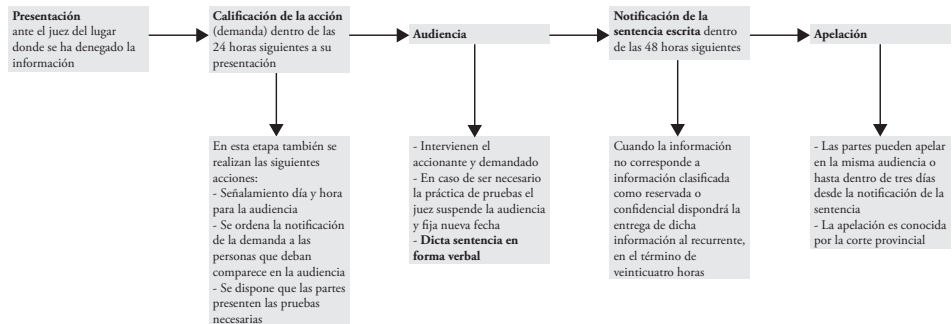 Presentación
ante el juez del lugar
donde se ha denegado la
información
Calificación de la acción
(demanda) dentro de las
24 horas siguientes a su
presentación
Audiencia
Notificación de la
sentencia escrita dentro
de las 48 horas siguientes
Apelación
En esta etapa también se
realizan las siguientes
acciones:
- Señalamiento día y hora
para la audiencia
- Se ordena la notificación
de la demanda a las
personas que deban
comparece en la audiencia
- Se dispone que las partes
presenten las pruebas
necesarias
- Intervienen el
accionante y demandado
- En caso de ser necesario
la práctica de pruebas el
juez suspende la audiencia
y fija nueva fecha
- Dicta sentencia en
forma verbal
Cuando la información
no corresponde a
información clasificada
como reservada o
confidencial dispondrá la
entrega de dicha
información al recurrente,
en el término de
veinticuatro horas
- Las partes pueden apelar
en la misma audiencia o
hasta dentro de tres días
desde la notificación de la
sentencia
- La apelación es conocida
por la corte provincial